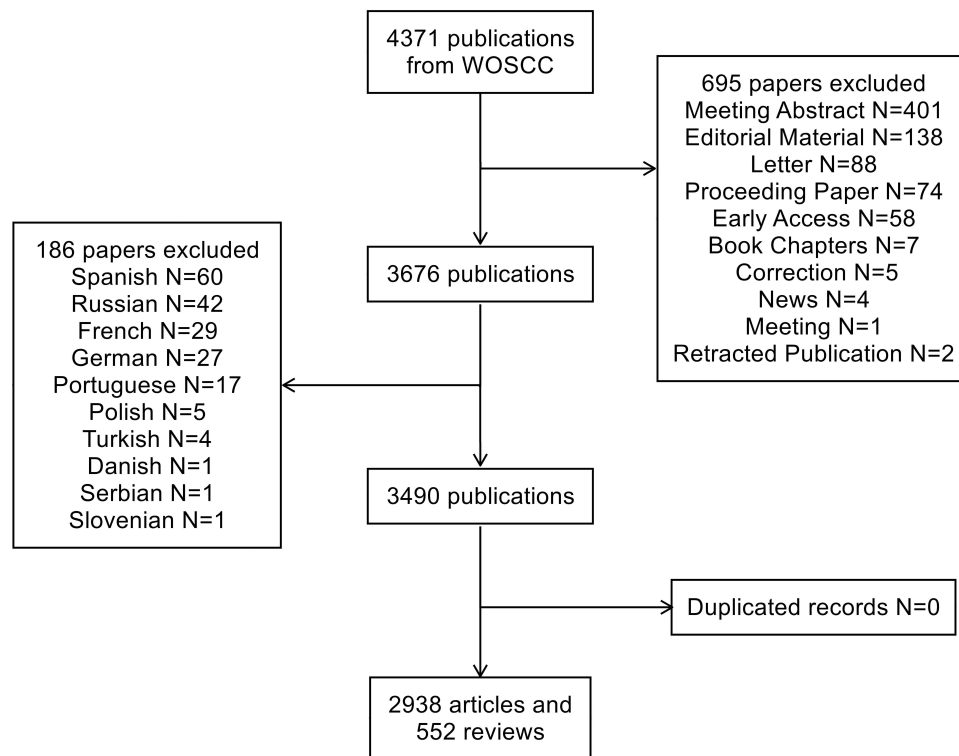 4371 publications
from WOSCC
695 papers excluded
Meeting Abstract N=401
Editorial Material N=138
Letter N=88
Proceeding Paper N=74
Early Access N=58
Book Chapters N=7
Correction N=5
News N=4
Meeting N=1
Retracted Publication N=2
3676 publications
186 papers excluded
Spanish N=60
Russian N=42
French N=29
German N=27
Portuguese N=17
Polish N=5
Turkish N=4
Danish N=1
Serbian N=1
Slovenian N=1
3490 publications
Duplicated records N=0
2938 articles and
552 reviews